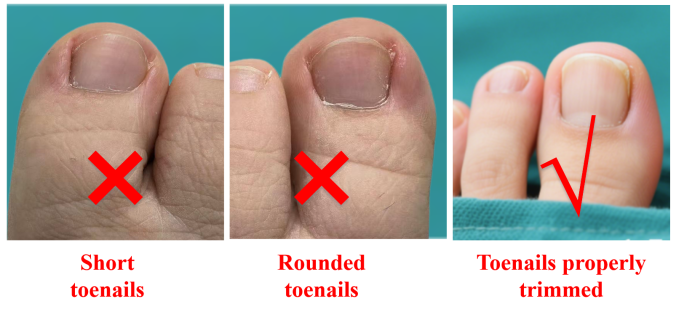 Short
toenails
Rounded
toenails
Toenails properly
trimmed